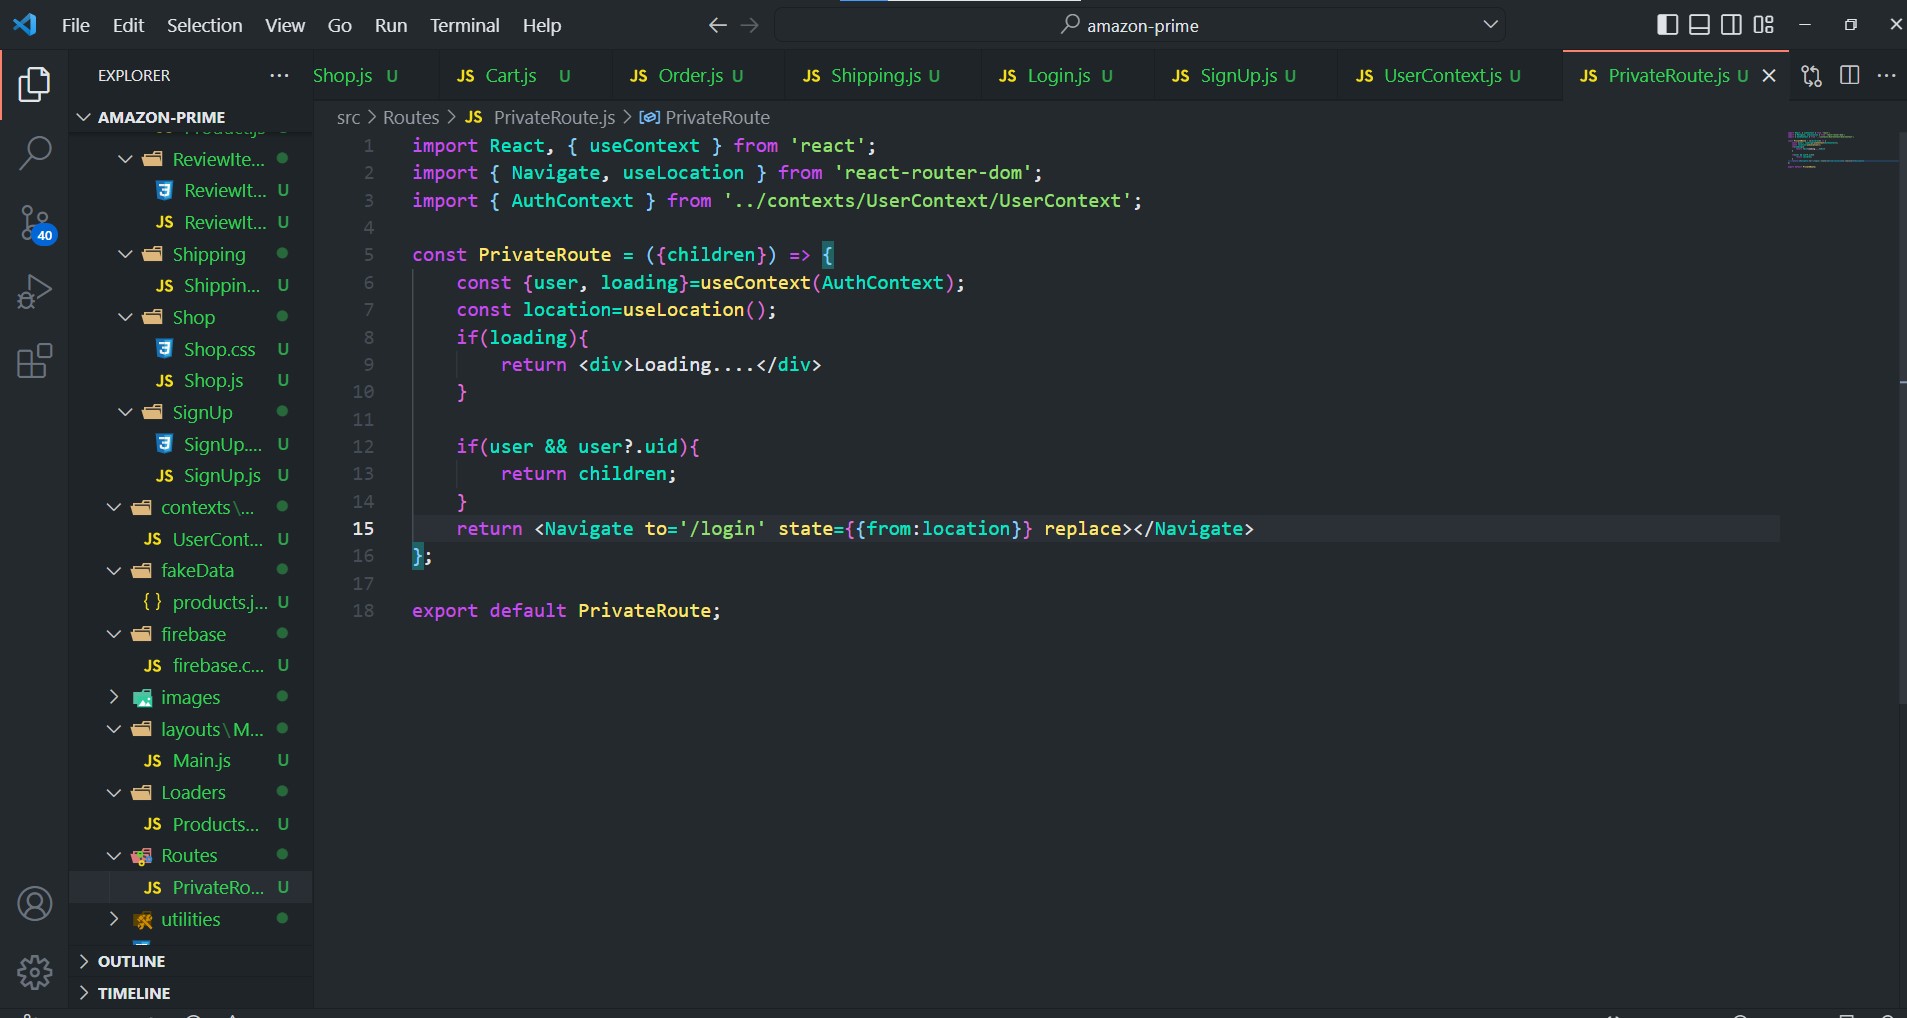 File Edit Selection View Go Run Terminal Help
amazon-prime
EXPLORER
Shop.js U
JS Cart.js U
JS Order.js U
JS Shipping.js U
JS Login.js U
JS SignUp.js U
JS UserContext.js U
JS PrivateRoute.js U
AMAZON-PRIME
src > Routes > JS PrivateRoute.js > PrivateRoute
ReviewIte...
ReviewIt... U
JS ReviewIt... U
Shipping
JS Shippin... U
Shop
Shop.css U
JS Shop.js U
SignUp
SignUp.... U
JS SignUp.js U
contexts\...
JS UserCont... U
fakeData
{} products.j... U
firebase
JS firebase.c... U
images
layouts\M...
JS Main.js U
Loaders
JS Products... U
Routes
JS PrivateRo... U
utilities
OUTLINE
TIMELINE
40
1 import React, { useContext } from 'react';
2 import { Navigate, useLocation } from 'react-router-dom';
3 import { AuthContext } from '../contexts/UserContext/UserContext';
4
5 const PrivateRoute = ({children}) => {
6     const {user, loading}=useContext(AuthContext);
7     const location=useLocation();
8     if(loading){
9         return <div>Loading....</div>
10     }
11
12     if(user && user?.uid){
13         return children;
14     }
15     return <Navigate to='/login' state={{from:location}} replace></Navigate>
16 };
17
18 export default PrivateRoute;